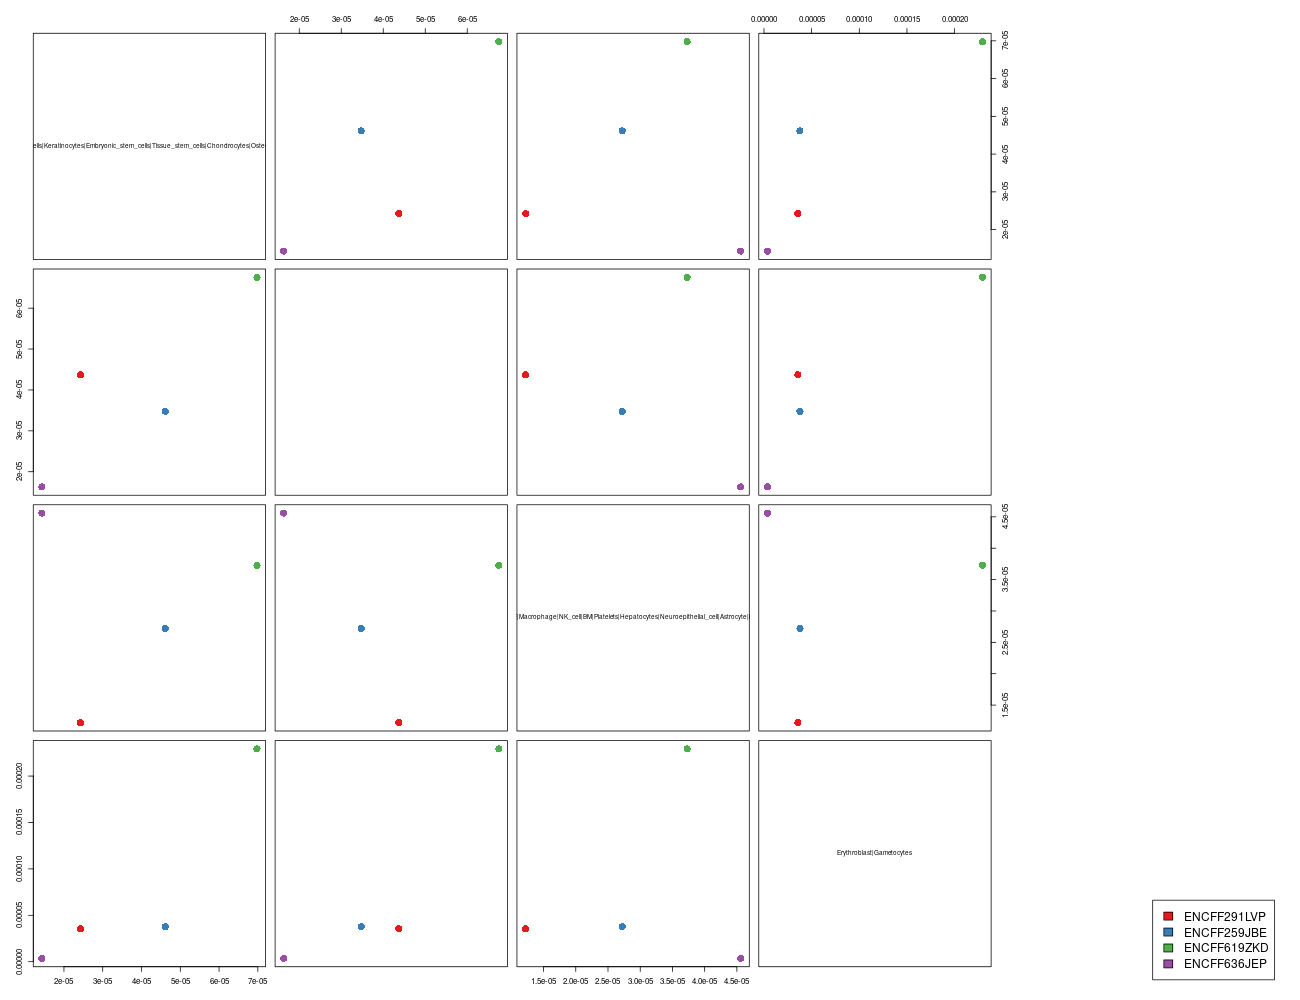 2e-05 3e-05 4e-05 5e-05 6e-05
0.00000 0.00005 0.00010 0.00015 0.00020
ells|Keratinocytes|Embryonic_stem_cells|Tissue_stem_cells|Chondrocytes|Oste
2e-05 3e-05 4e-05 5e-05 6e-05 7e-05
2e-05 3e-05 4e-05 5e-05 6e-05
|Macrophage|NK_cell|BM|Platelets|Hepatocytes|Neuroepithelial_cell|Astrocyte|
1.5e-05 2.5e-05 3.5e-05 4.5e-05
0.00000 0.00005 0.00010 0.00015 0.00020
Erythroblast|Gametocytes
2e-05 3e-05 4e-05 5e-05 6e-05 7e-05
1.5e-05 2.0e-05 2.5e-05 3.0e-05 3.5e-05 4.0e-05 4.5e-05
ENCFF291LVP
ENCFF259JBE
ENCFF619ZKD
ENCFF636JEP